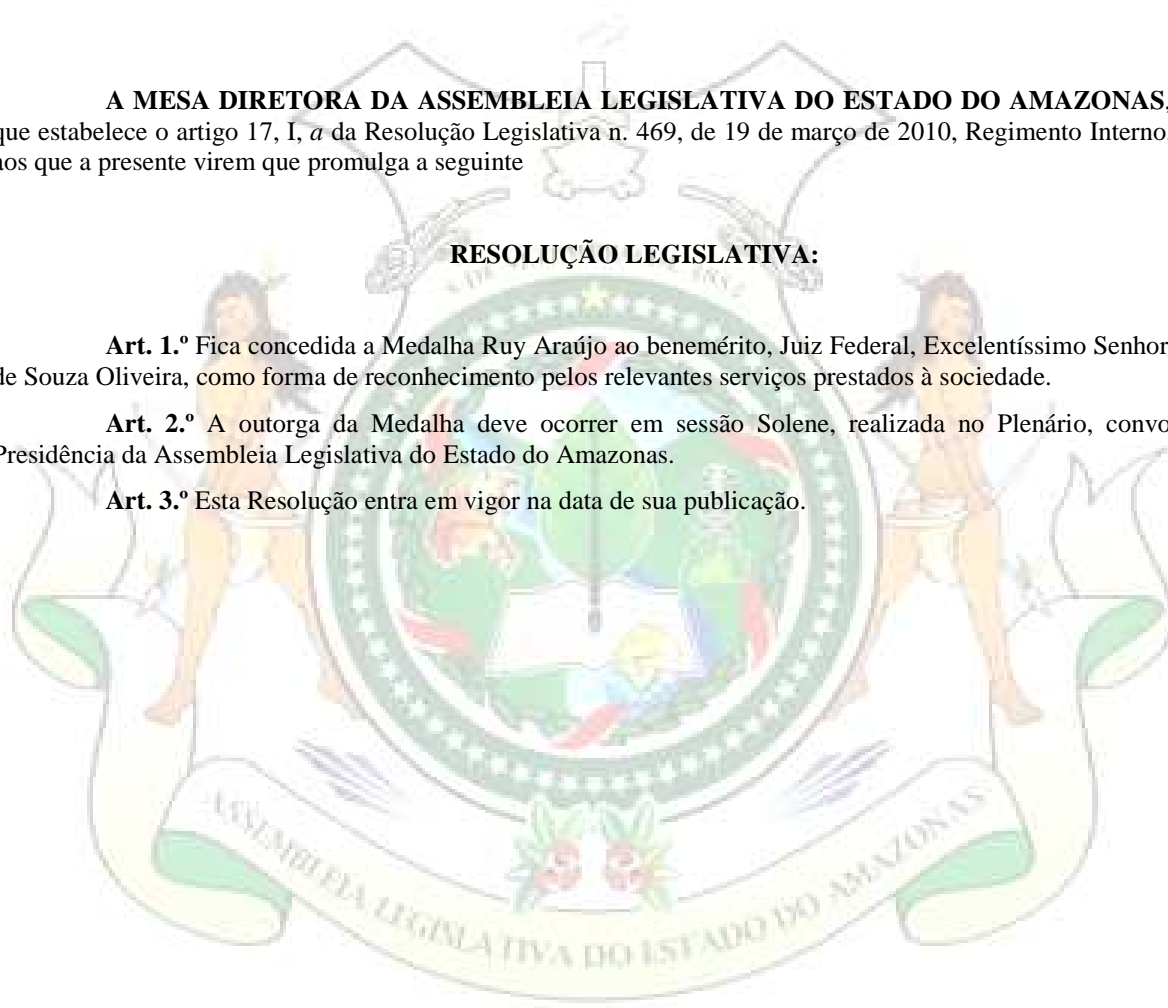 A MESA DIRETORA DA ASSEMBLEIA LEGISLATIVA DO ESTADO DO AMAZONAS,
que estabelece o artigo 17, I, a da Resolução Legislativa n. 469, de 19 de março de 2010, Regimento Interno,
aos que a presente virem que promulga a seguinte
RESOLUÇÃO LEGISLATIVA:
Art. 1.º Fica concedida a Medalha Ruy Araújo ao benemérito, Juiz Federal, Excelentíssimo Senhor
de Souza Oliveira, como forma de reconhecimento pelos relevantes serviços prestados à sociedade.
Art. 2.º A outorga da Medalha deve ocorrer em sessão Solene, realizada no Plenário, convo
Presidência da Assembleia Legislativa do Estado do Amazonas.
Art. 3.º Esta Resolução entra em vigor na data de sua publicação.
ASSEMBLEIA LEGISLATIVA DO ESTADO DO AMAZONAS